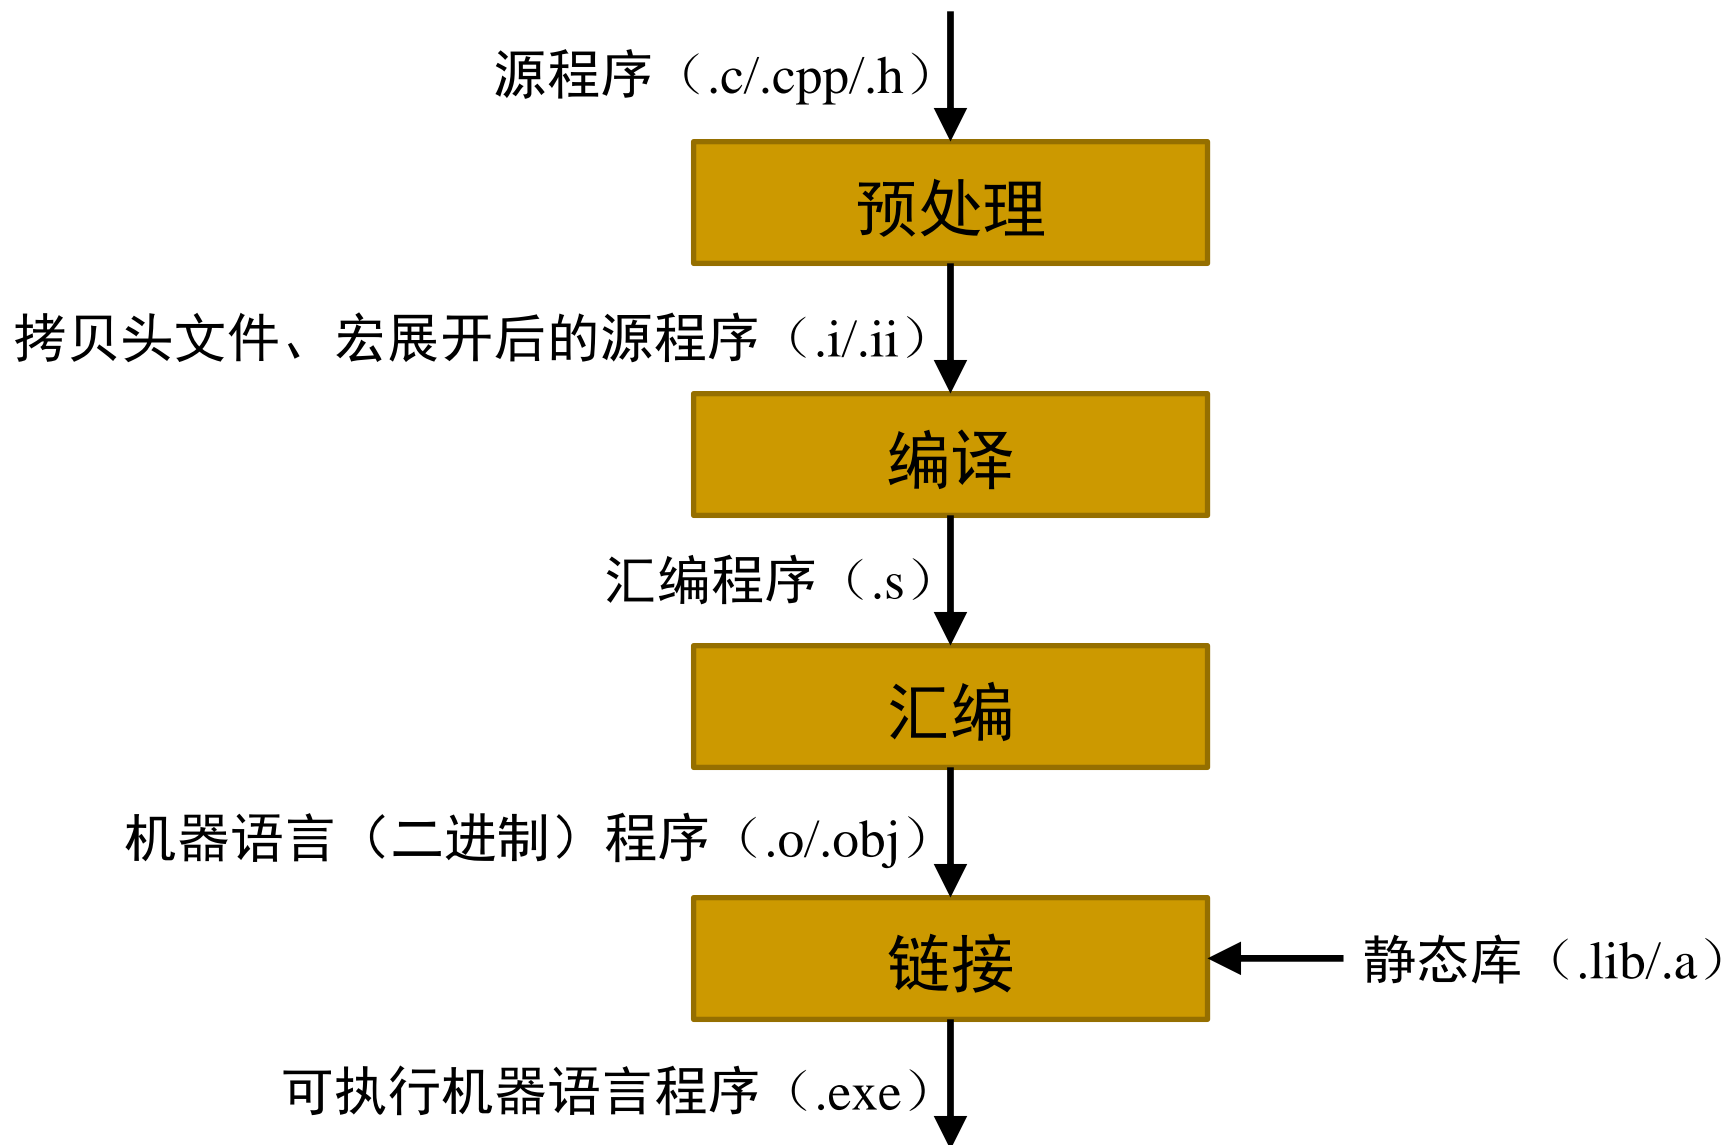 源程序（.c/.cpp/.h）
预处理
拷贝头文件、宏展开后的源程序（.i/.ii）
编译
汇编程序（.s）
汇编
机器语言（二进制）程序（.o/.obj）
链接
静态库（.lib/.a）
可执行机器语言程序（.exe）